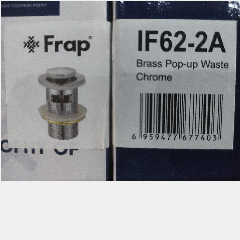 Frap®
IF62-2A
Brass Pop-up Waste
Chrome
6 959477 677403